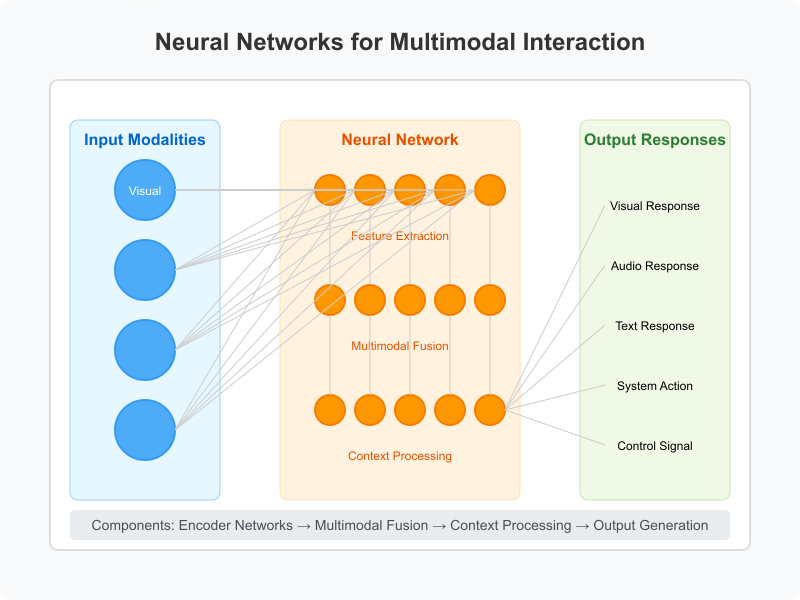 Neural Networks for Multimodal Interaction
Input Modalities
Visual
Neural Network
Feature Extraction
Multimodal Fusion
Context Processing
Output Responses
Visual Response
Audio Response
Text Response
System Action
Control Signal
Components: Encoder Networks → Multimodal Fusion → Context Processing → Output Generation